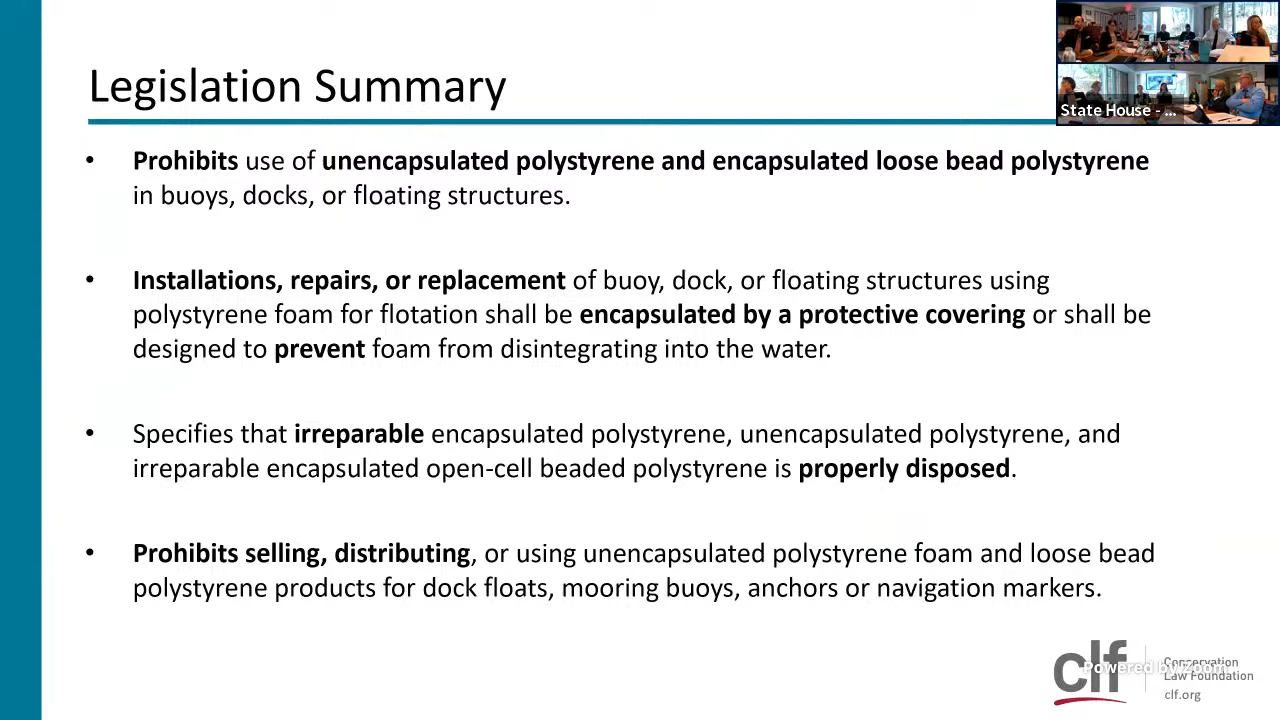 Legislation Summary
State House - ...
• Prohibits use of unencapsulated polystyrene and encapsulated loose bead polystyrene
in buoys, docks, or floating structures.
• Installations, repairs, or replacement of buoy, dock, or floating structures using
polystyrene foam for flotation shall be encapsulated by a protective covering or shall be
designed to prevent foam from disintegrating into the water.
• Specifies that irreparable encapsulated polystyrene, unencapsulated polystyrene, and
irreparable encapsulated open-cell beaded polystyrene is properly disposed.
• Prohibits selling, distributing, or using unencapsulated polystyrene foam and loose bead
polystyrene products for dock floats, mooring buoys, anchors or navigation markers.
clf
Powered by Zoom
Conservation
Law Foundation
clf.org